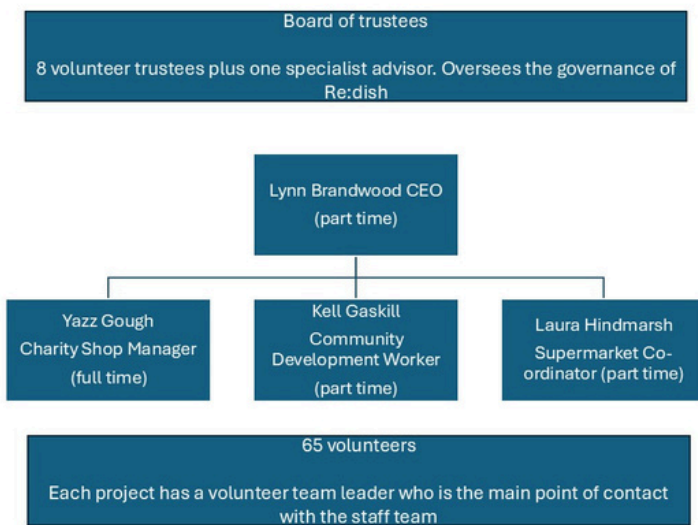 Board of trustees
8 volunteer trustees plus one specialist advisor. Oversees the governance of
Re:dish
Lynn Brandwood CEO
(part time)
Yazz Gough
Charity Shop Manager
(full time)
Kell Gaskill
Community
Development Worker
(part time)
Laura Hindmarsh
Supermarket Co-
ordinator (part time)
65 volunteers
Each project has a volunteer team leader who is the main point of contact
with the staff team